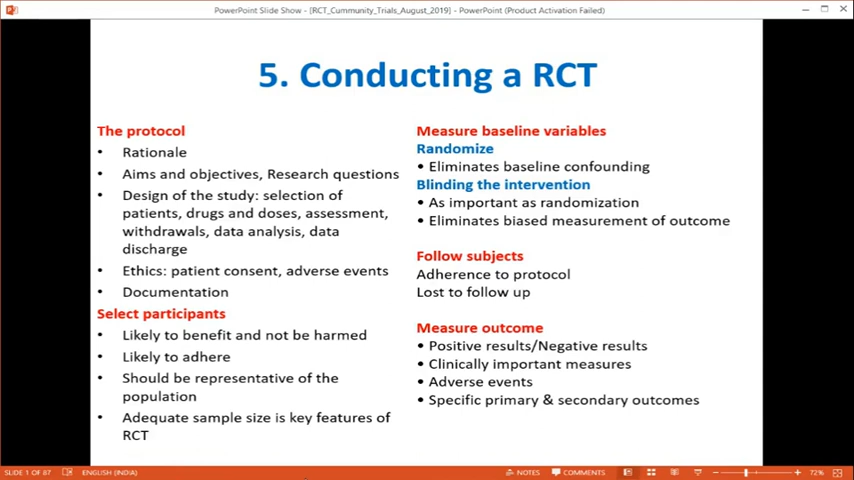 PowerPoint Slide Show - [RCT_Cummunity_Trials_August_2019] - PowerPoint (Product Activation Failed)
5. Conducting a RCT
The protocol
• Rationale
• Aims and objectives, Research questions
• Design of the study: selection of
patients, drugs and doses, assessment,
withdrawals, data analysis, data
discharge
• Ethics: patient consent, adverse events
• Documentation
Select participants
• Likely to benefit and not be harmed
• Likely to adhere
• Should be representative of the
population
• Adequate sample size is key features of
RCT
Measure baseline variables
Randomize
• Eliminates baseline confounding
Blinding the intervention
• As important as randomization
• Eliminates biased measurement of outcome
Follow subjects
Adherence to protocol
Lost to follow up
Measure outcome
• Positive results/Negative results
• Clinically important measures
• Adverse events
• Specific primary & secondary outcomes
SLIDE 1 OF 87 ENGLISH (INDIA) NOTES COMMENTS 72%